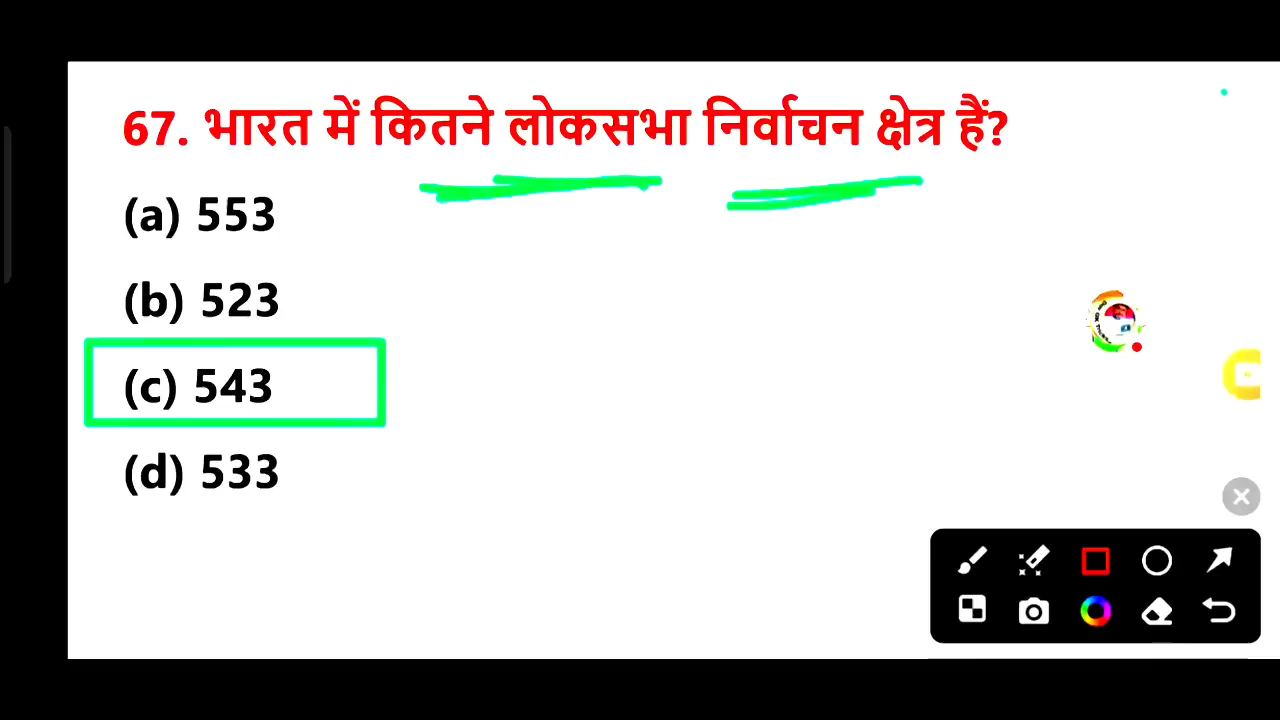 67. भारत में कितने लोकसभा निर्वाचन क्षेत्र हैं?
(a) 553
(b) 523
(c) 543
(d) 533